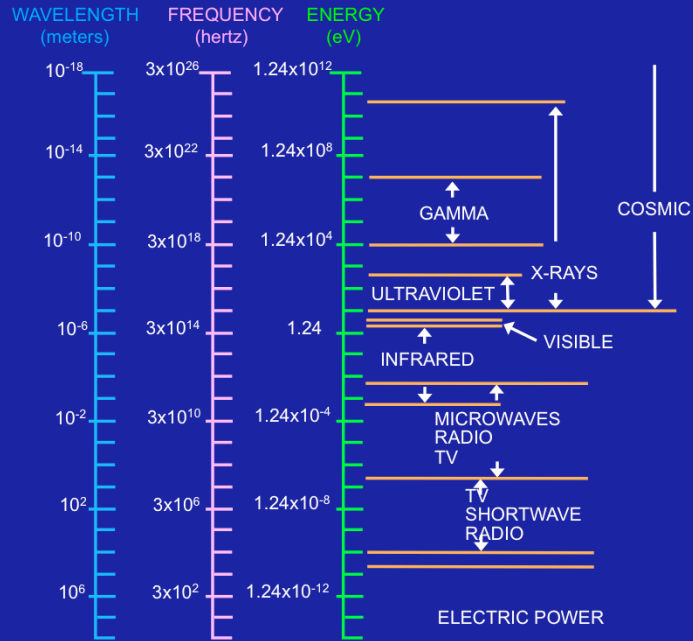 WAVELENGTH FREQUENCY ENERGY
(meters) (hertz) (eV)
10⁻¹⁸ 3x10²⁶ 1.24x10¹²
10⁻¹⁴ 3x10²² 1.24x10⁸
GAMMA
COSMIC
10⁻¹⁰ 3x10¹⁸ 1.24x10⁴
X-RAYS
ULTRAVIOLET
10⁻⁶ 3x10¹⁴ 1.24
VISIBLE
INFRARED
10⁻² 3x10¹⁰ 1.24x10⁻⁴
MICROWAVES
RADIO
TV
TV
10² 3x10⁶ 1.24x10⁻⁸
SHORTWAVE
RADIO
10⁶ 3x10² 1.24x10⁻¹²
ELECTRIC POWER